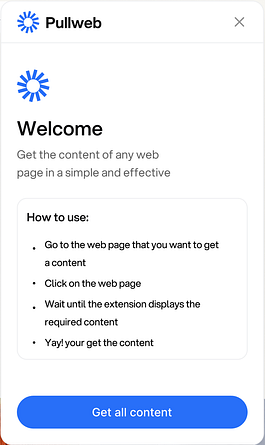 Pullweb
Welcome
Get the content of any web
page in a simple and effective
How to use:
• Go to the web page that you want to get
a content
• Click on the web page
• Wait until the extension displays the
required content
• Yay! your get the content
Get all content